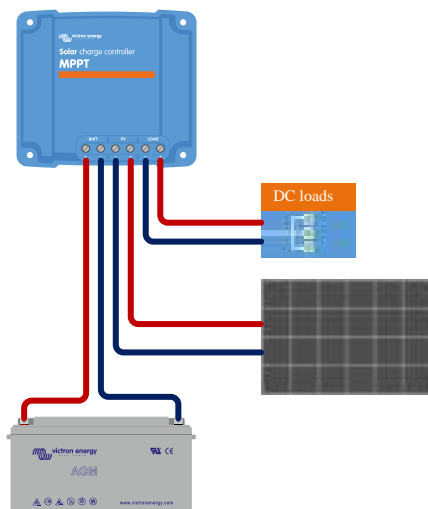 victron energy
Solar charge controller
MPPT
BATT PV LOAD
DC loads
victron energy
AGM
www.victronenergy.com